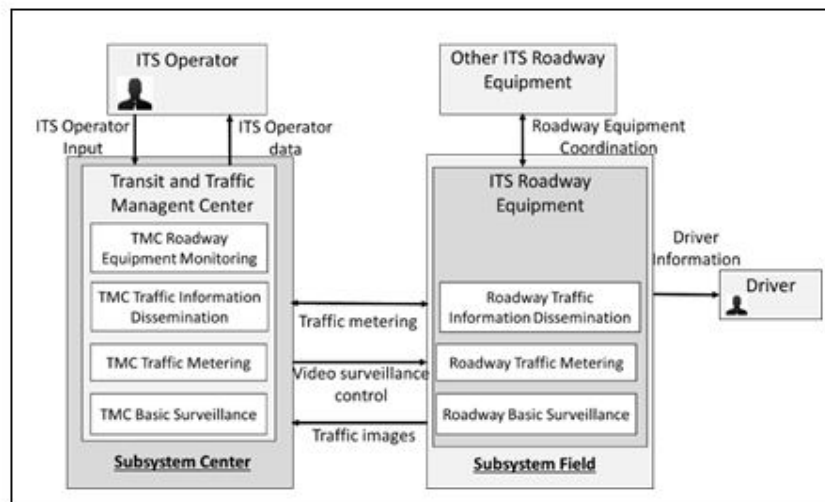 ITS Operator
Other ITS Roadway
Equipment
ITS Operator
Input
ITS Operator
data
Roadway Equipment
Coordination
Transit and Traffic
Managent Center
TMC Roadway
Equipment Monitoring
TMC Traffic Information
Dissemination
TMC Traffic Metering
TMC Basic Surveillance
Subsystem Center
Traffic metering
Video surveillance
control
Traffic images
ITS Roadway
Equipment
Roadway Traffic
Information Dissemination
Roadway Traffic Metering
Roadway Basic Surveillance
Subsystem Field
Driver
Information
Driver